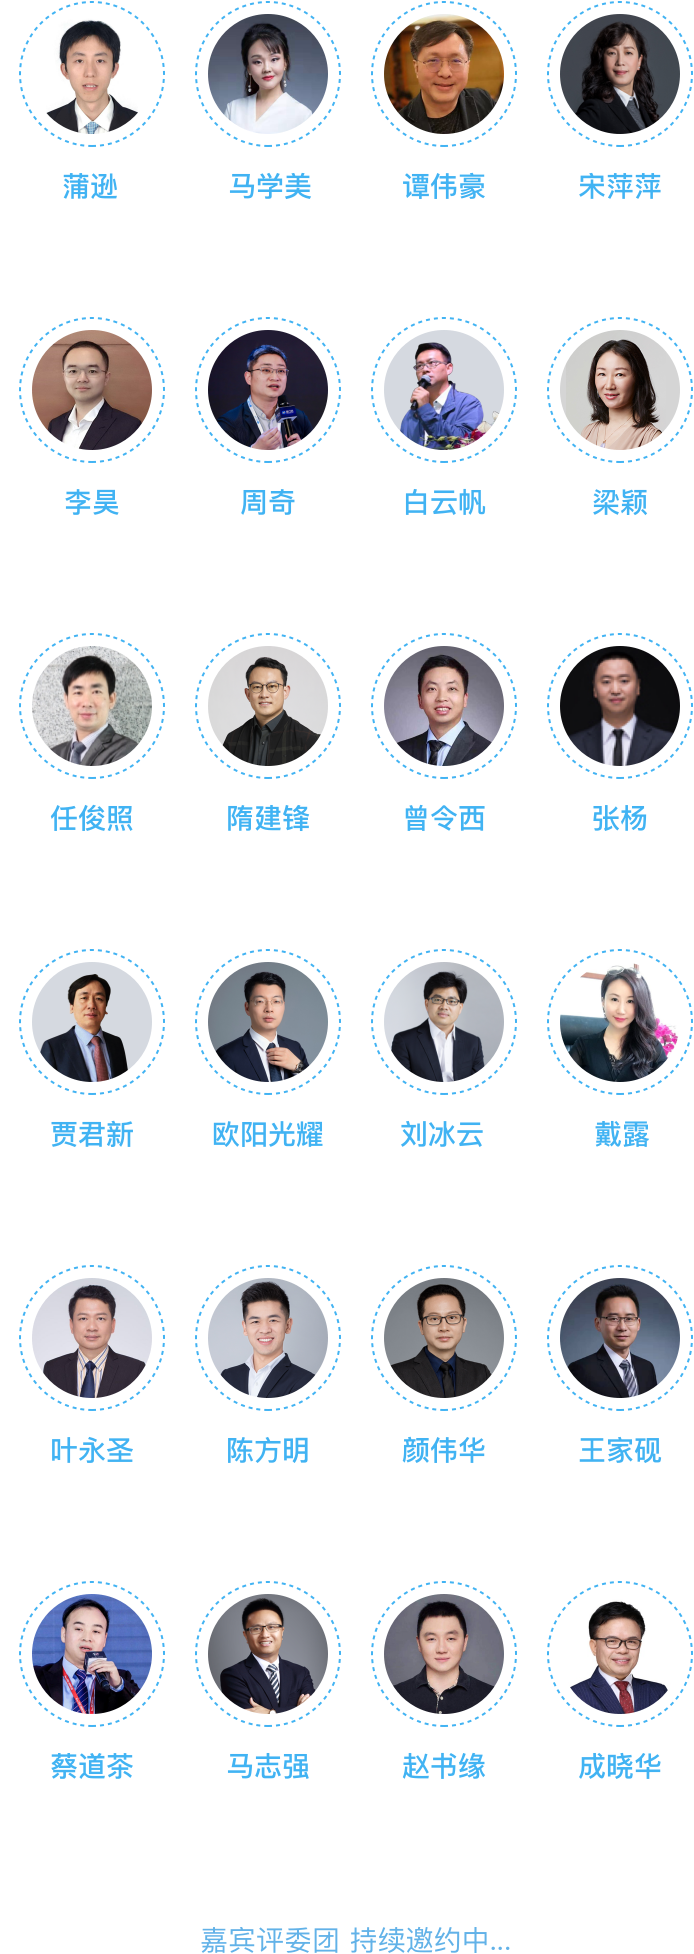 蒲逊
马学美
谭伟豪
宋萍萍
李昊
周奇
白云帆
梁颖
任俊照
隋建锋
曾令西
张杨
贾君新
欧阳光耀
刘冰云
戴露
叶永圣
陈方明
颜伟华
王家砚
蔡道荼
马志强
赵书缘
成晓华
嘉宾评委团 持续邀约中...